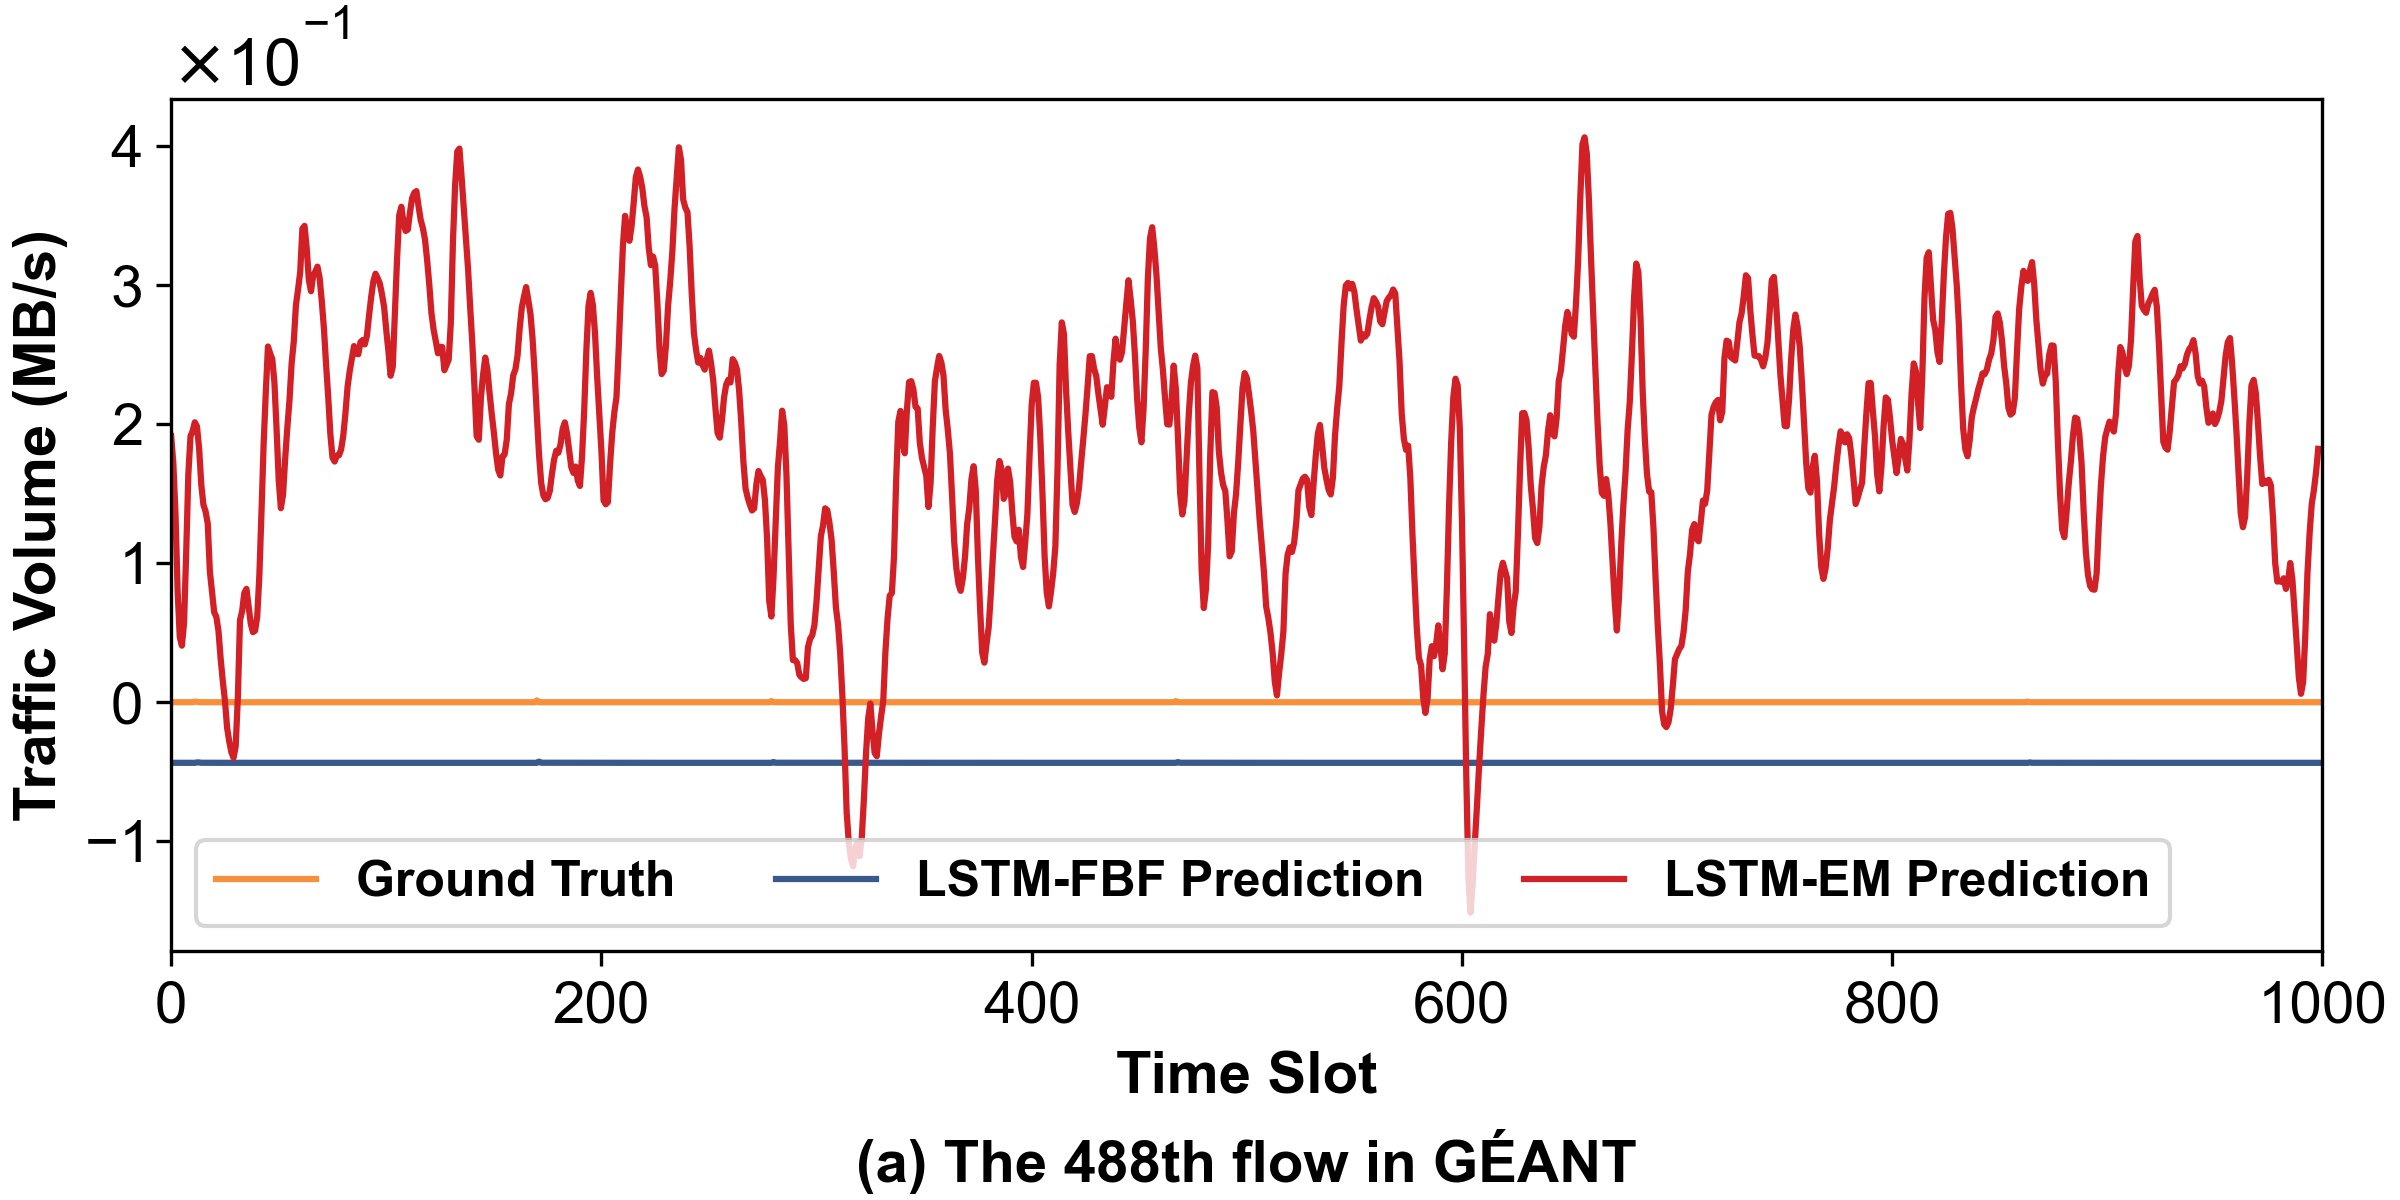 ×10⁻¹
Traffic Volume (MB/s)
4
3
2
1
0
−1
Ground Truth
LSTM-FBF Prediction
LSTM-EM Prediction
0
200
400
600
800
1000
Time Slot
(a) The 488th flow in GÉANT